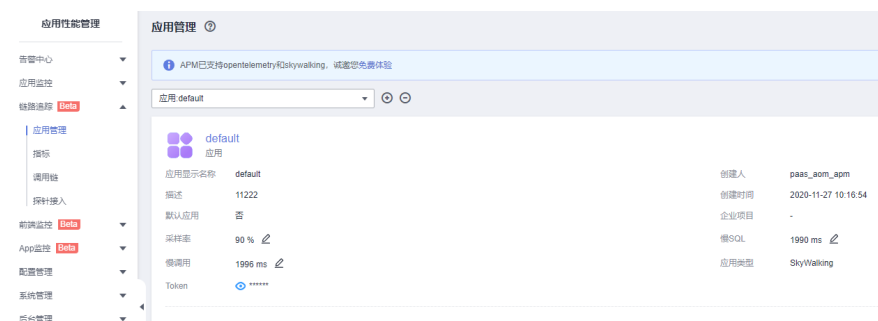 应用性能管理
告警中心
应用监控
链路追踪 Beta
应用管理
指标
调用链
探针接入
前端监控 Beta
App监控 Beta
配置管理
系统管理
后台管理
应用管理
APM已支持opentelemetry和skywalking，诚邀您免费体验
应用:default
default
应用
应用显示名称 default 创建人 paas_aom_apm
描述 11222 创建时间 2020-11-27 10:16:54
默认应用 否 企业项目 -
采样率 90 % 慢SQL 1990 ms
慢调用 1996 ms 应用类型 SkyWalking
Token ******